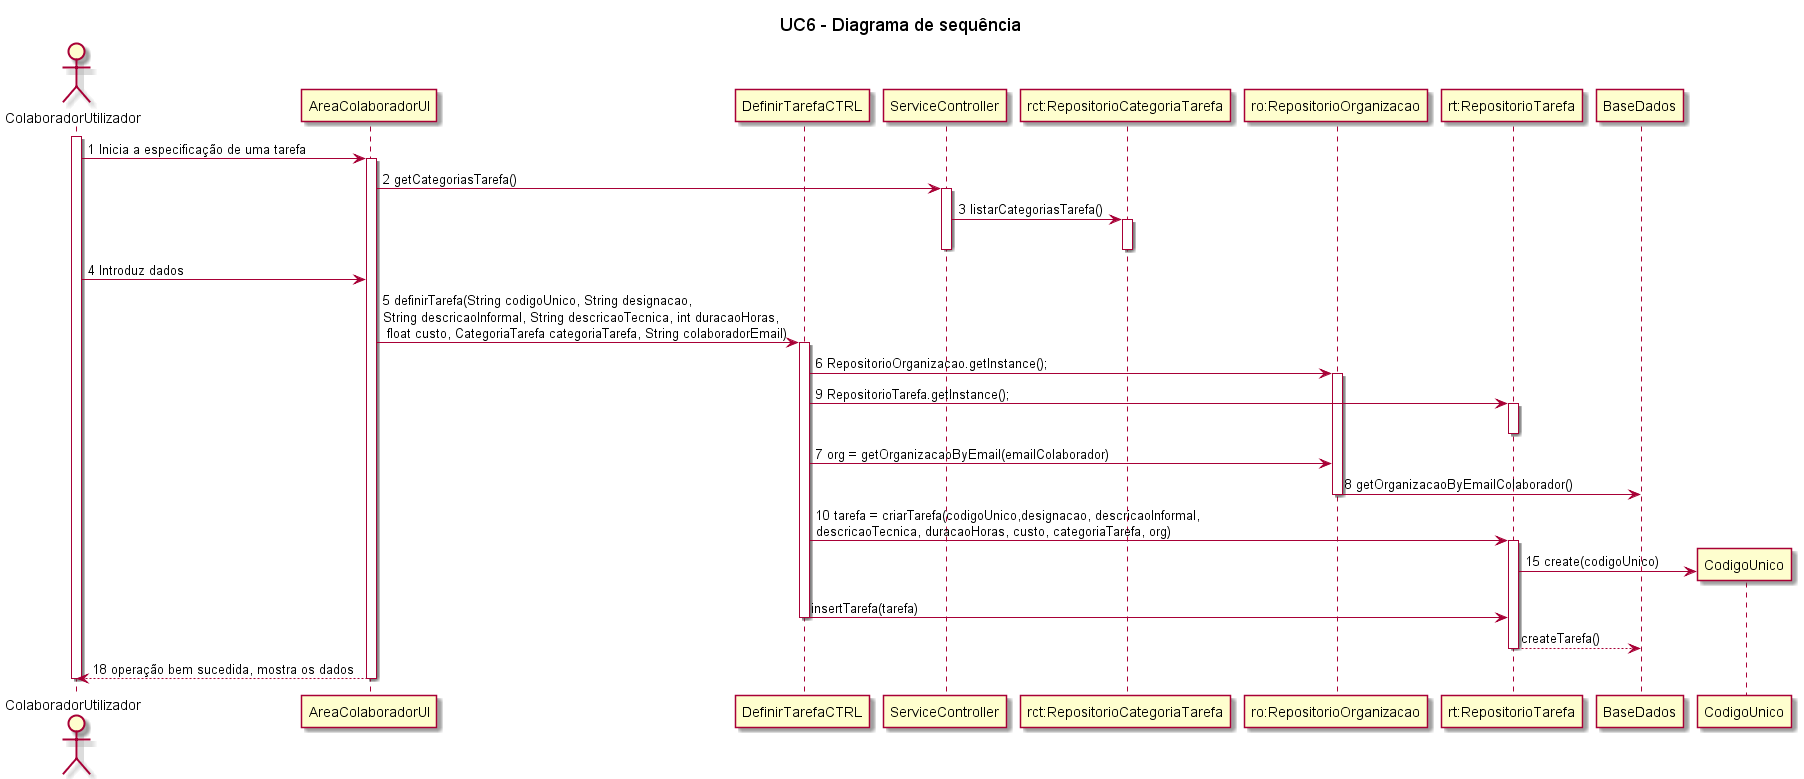 UC6 - Diagrama de sequência
ColaboradorUtilizador
AreaColaboradorUI
DefinirTarefaCTRL
ServiceController
rct:RepositorioCategoriaTarefa
ro:RepositorioOrganizacao
rt:RepositorioTarefa
BaseDados
1 Inicia a especificação de uma tarefa
2 getCategoriasTarefa()
3 listarCategoriasTarefa()
4 Introduz dados
5 definirTarefa(String codigoUnico, String designacao,
String descricaoInformal, String descricaoTecnica, int duracaoHoras,
float custo, CategoriaTarefa categoriaTarefa, String colaboradorEmail)
6 RepositorioOrganizacao.getInstance();
9 RepositorioTarefa.getInstance();
7 org = getOrganizacaoByEmail(emailColaborador)
8 getOrganizacaoByEmailColaborador()
10 tarefa = criarTarefa(codigoUnico,designacao, descricaoInformal,
descricaoTecnica, duracaoHoras, custo, categoriaTarefa, org)
15 create(codigoUnico)
CodigoUnico
insertTarefa(tarefa)
createTarefa()
18 operação bem sucedida, mostra os dados
ColaboradorUtilizador
AreaColaboradorUI
DefinirTarefaCTRL
ServiceController
rct:RepositorioCategoriaTarefa
ro:RepositorioOrganizacao
rt:RepositorioTarefa
BaseDados
CodigoUnico